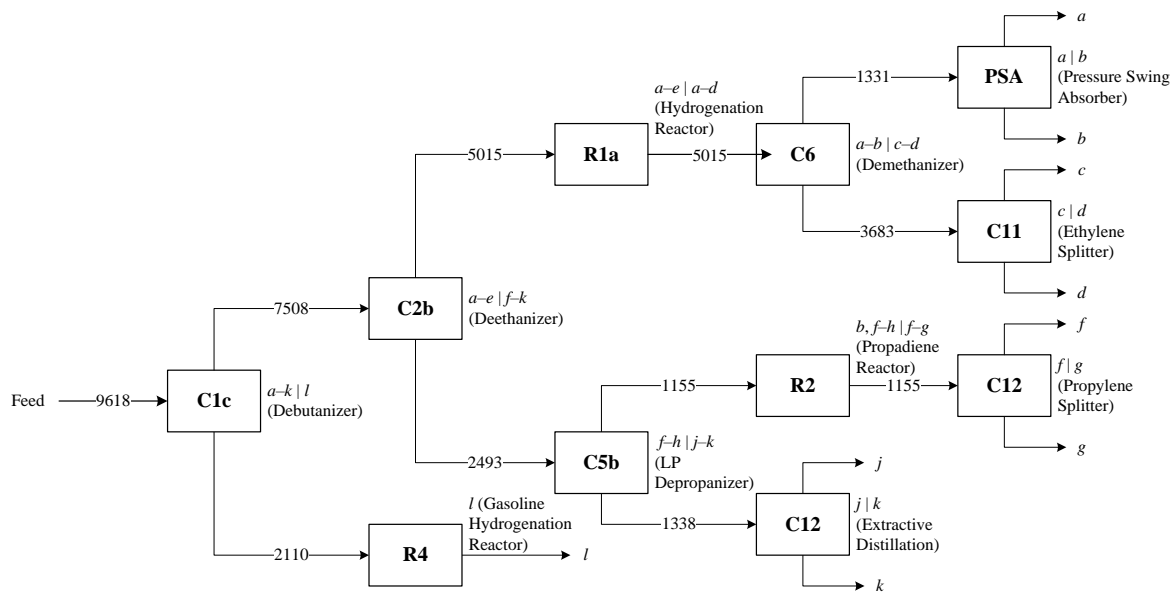 a
1331
PSA
a | b
(Pressure Swing
Absorber)
b
a–e | a–d
(Hydrogenation
Reactor)
5015
R1a
5015
C6
a–b | c–d
(Demethanizer)
c
3683
C11
c | d
(Ethylene
Splitter)
d
7508
C2b
a–e | f–k
(Deethanizer)
b, f–h | f–g
(Propadiene
Reactor)
f
1155
R2
1155
C12
f | g
(Propylene
Splitter)
g
Feed
9618
C1c
a–k | l
(Debutanizer)
2493
C5b
f–h | j–k
(LP
Depropanizer)
j
1338
C12
j | k
(Extractive
Distillation)
k
2110
R4
l (Gasoline
Hydrogenation
Reactor)
l